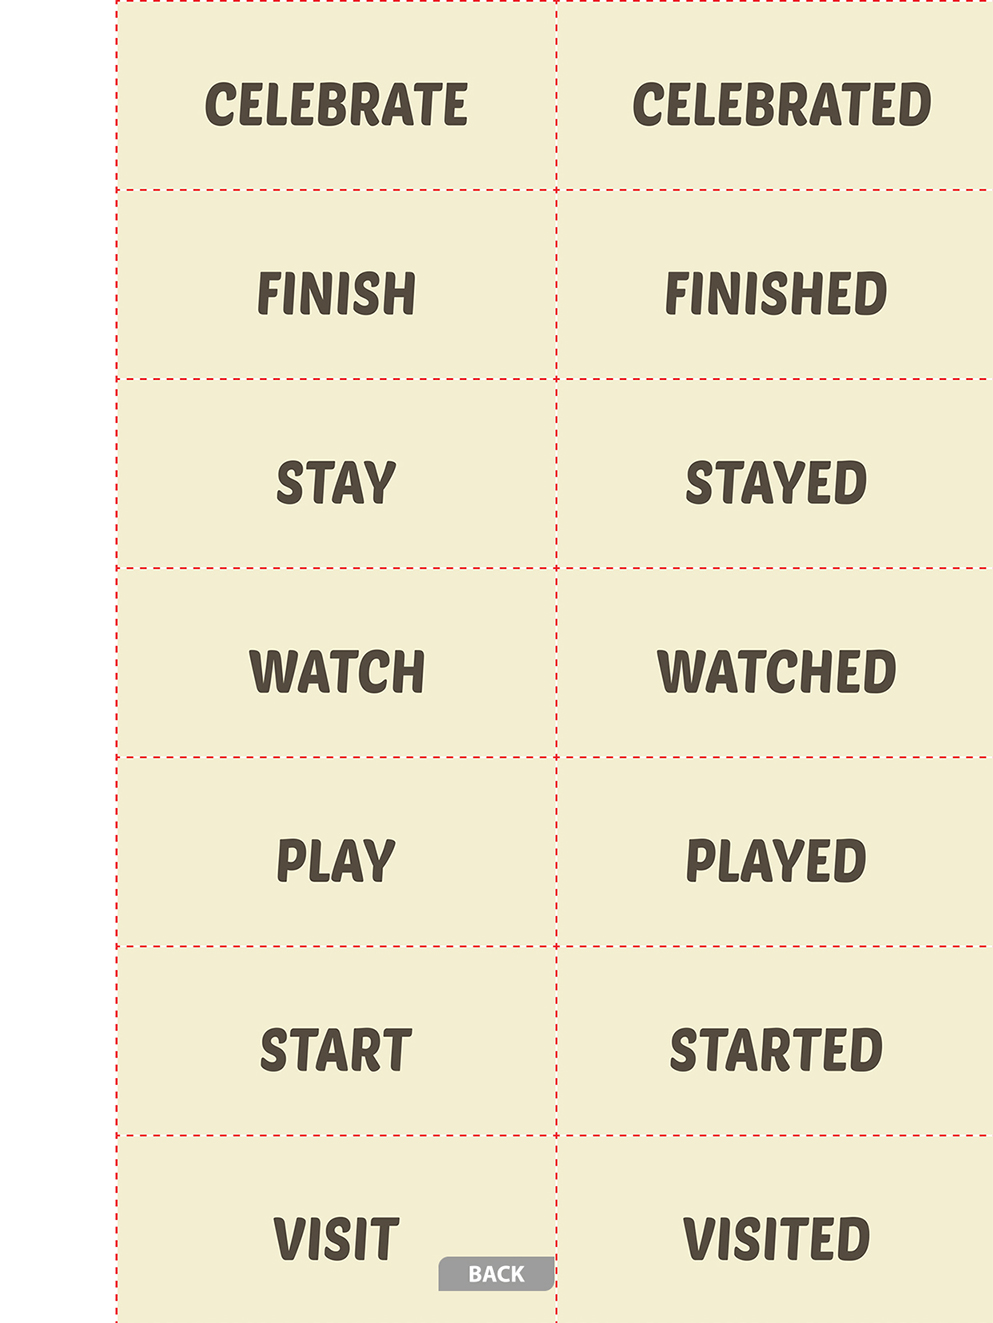 CELEBRATE CELEBRATED
FINISH FINISHED
STAY STAYED
WATCH WATCHED
PLAY PLAYED
START STARTED
VISIT VISITED
BACK